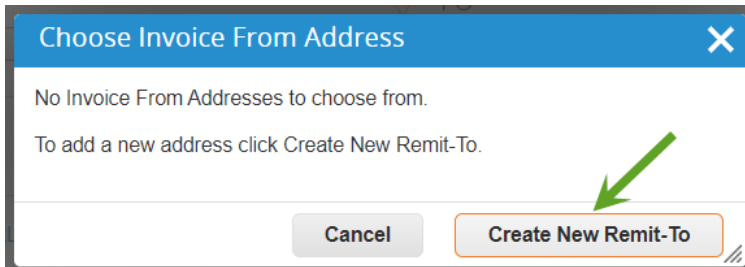 Choose Invoice From Address
No Invoice From Addresses to choose from.
To add a new address click Create New Remit-To.
Cancel
Create New Remit-To